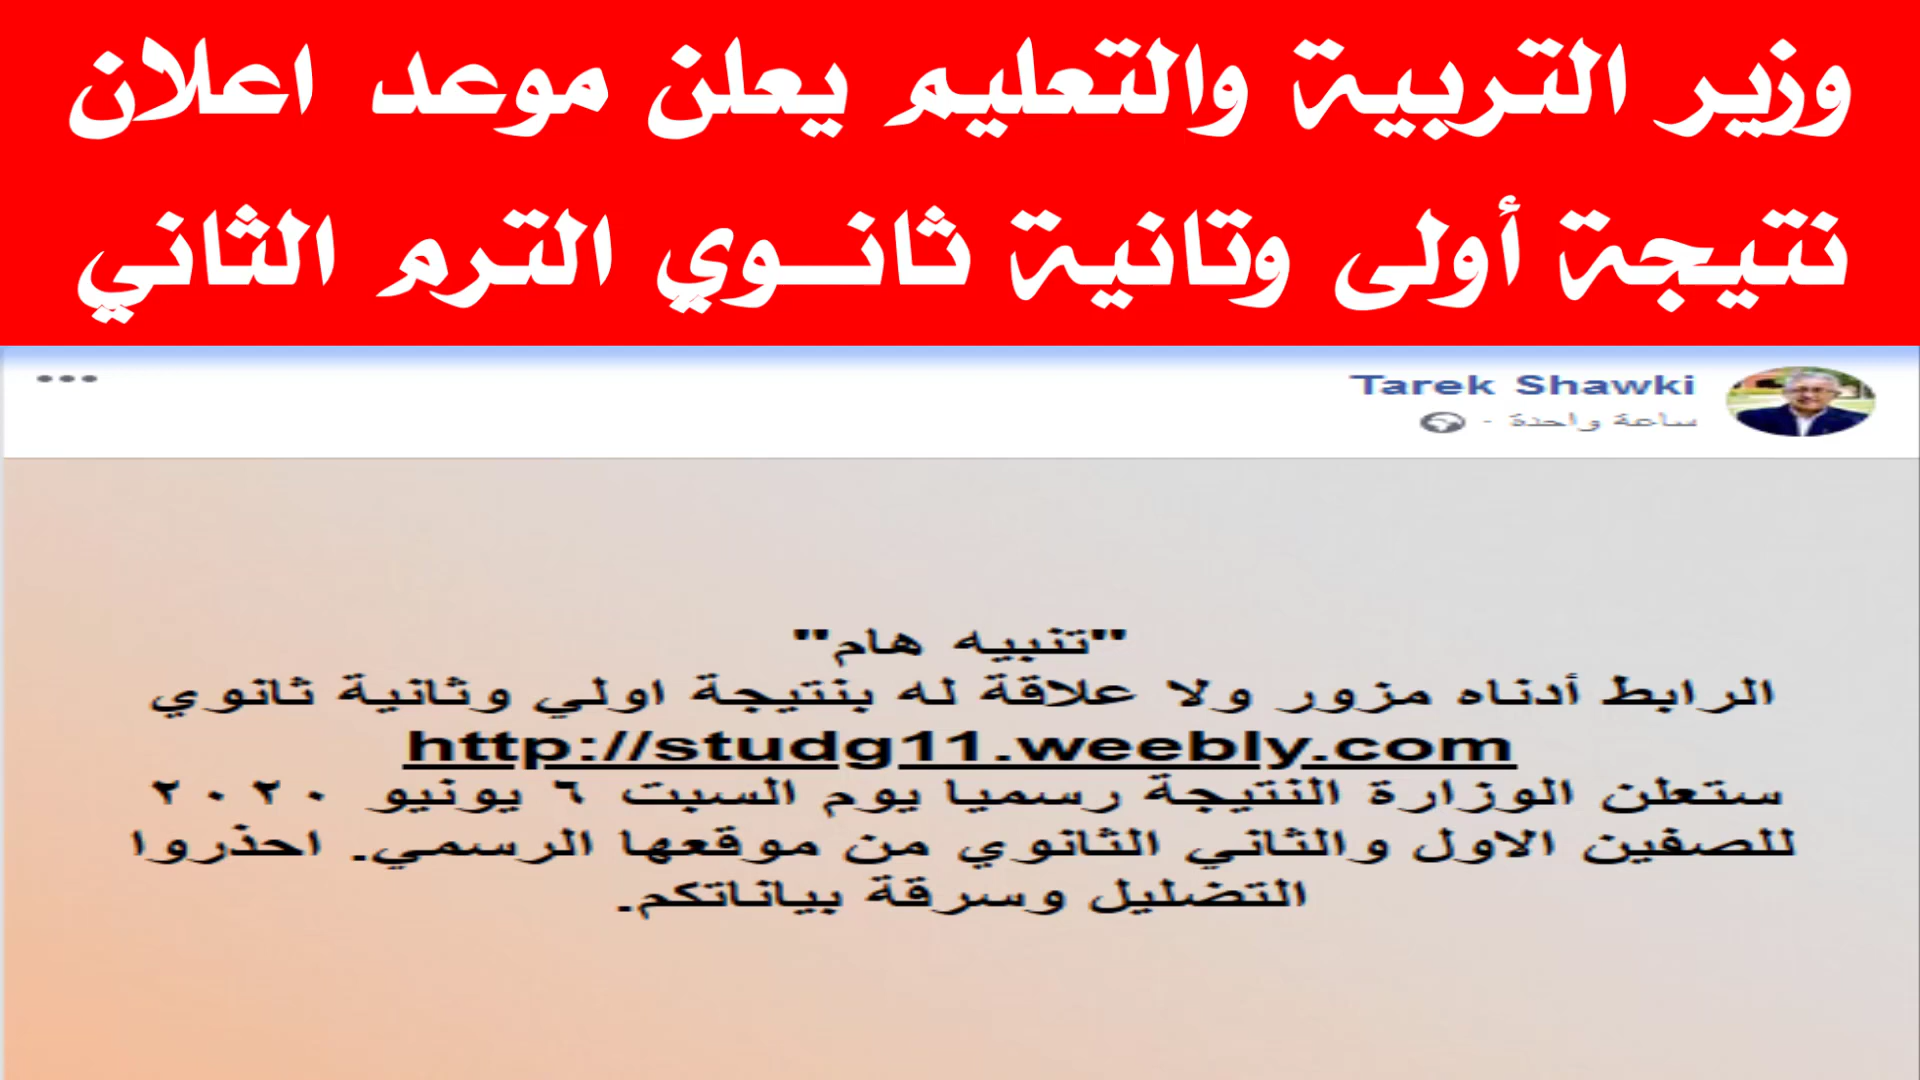 وزير التربية والتعليم يعلن موعد اعلان
نتيجة أولى وتانية ثانوي الترم الثاني
Tarek Shawki
ساعة واحدة ·
"تنبيه هام"
الرابط أدناه مزور ولا علاقة له بنتيجة اولي وثانية ثانوي
http://studg11.weebly.com
ستعلن الوزارة النتيجة رسميا يوم السبت ٦ يونيو ٢٠٢٠
للصفين الاول والثاني الثانوي من موقعها الرسمي. احذروا
التضليل وسرقة بياناتكم.